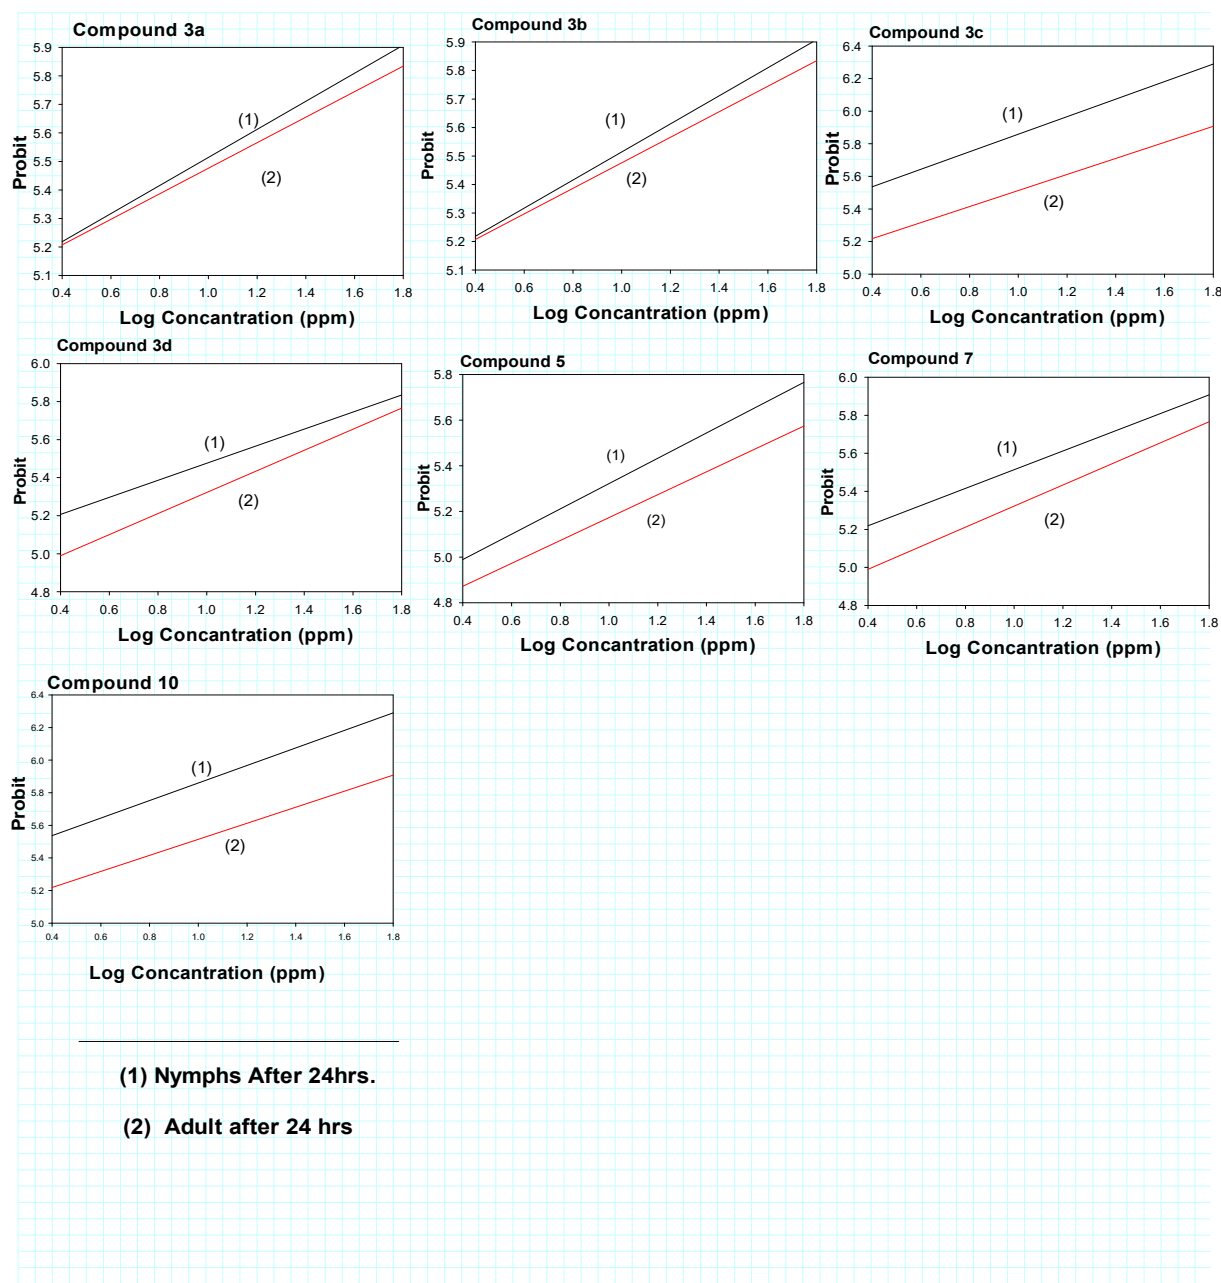 Compound 3a
5.9
5.8
5.7
5.6
5.5
5.4
5.3
5.2
5.1
Probit
(1)
(2)
0.4 0.6 0.8 1.0 1.2 1.4 1.6 1.8
Log Concantration (ppm)
Compound 3b
5.9
5.8
5.7
5.6
5.5
5.4
5.3
5.2
5.1
Probit
(1)
(2)
0.4 0.6 0.8 1.0 1.2 1.4 1.6 1.8
Log Concantration (ppm)
Compound 3c
6.4
6.2
6.0
5.8
5.6
5.4
5.2
5.0
Probit
(1)
(2)
0.4 0.6 0.8 1.0 1.2 1.4 1.6 1.8
Log Concantration (ppm)
Compound 3d
6.0
5.8
5.6
5.4
5.2
5.0
4.8
Probit
(1)
(2)
0.4 0.6 0.8 1.0 1.2 1.4 1.6 1.8
Log Concantration (ppm)
Compound 5
5.8
5.6
5.4
5.2
5.0
4.8
Probit
(1)
(2)
0.4 0.6 0.8 1.0 1.2 1.4 1.6 1.8
Log Concantration (ppm)
Compound 7
6.0
5.8
5.6
5.4
5.2
5.0
4.8
Probit
(1)
(2)
0.4 0.6 0.8 1.0 1.2 1.4 1.6 1.8
Log Concantration (ppm)
Compound 10
6.4
6.2
6.0
5.8
5.6
5.4
5.2
5.0
Probit
(1)
(2)
0.4 0.6 0.8 1.0 1.2 1.4 1.6 1.8
Log Concantration (ppm)
(1) Nymphs After 24hrs.
(2) Adult after 24 hrs